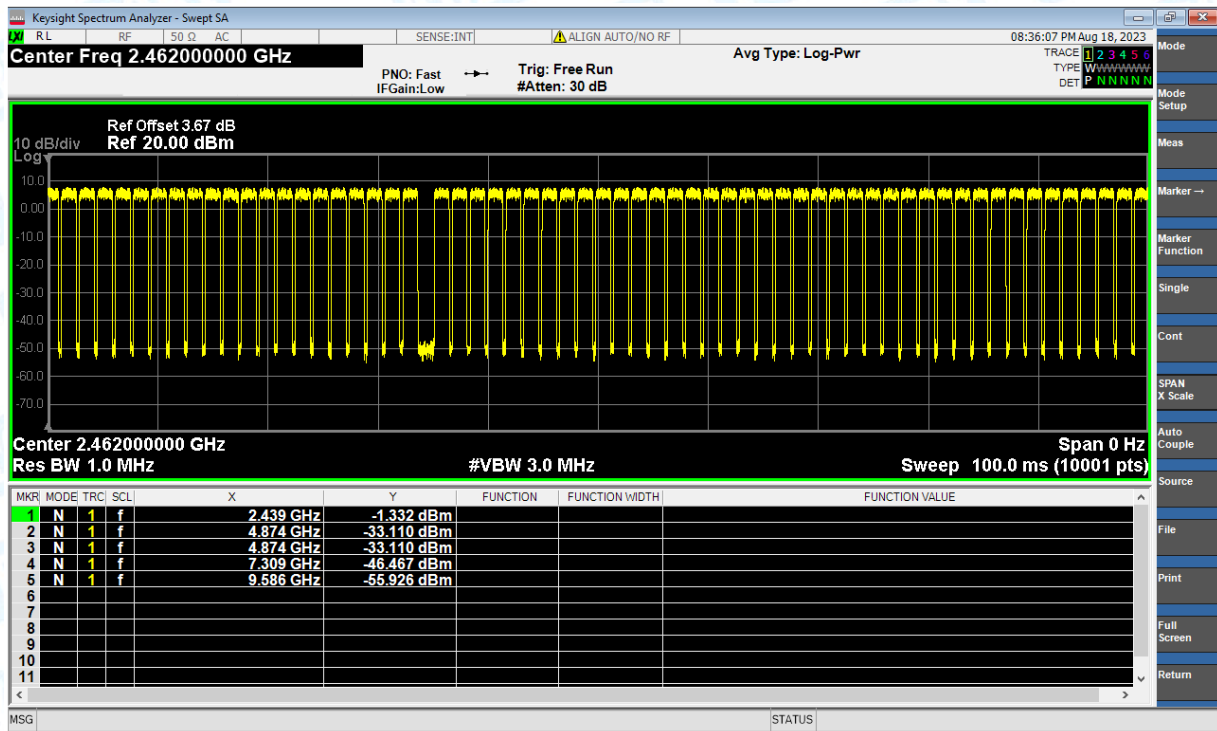 Keysight Spectrum Analyzer - Swept SA
LXI RL RF 50 Ω AC SENSE:INT ALIGN AUTO/NO RF 08:36:07 PM Aug 18, 2023
Center Freq 2.462000000 GHz
Avg Type: Log-Pwr
TRACE 1 2 3 4 5 6
TYPE WWWWWW
DET P N N N N N
PNO: Fast
IFGain:Low
Trig: Free Run
#Atten: 30 dB
Ref Offset 3.67 dB
10 dB/div Ref 20.00 dBm
Log
10.0
0.00
-10.0
-20.0
-30.0
-40.0
-50.0
-60.0
-70.0
Center 2.462000000 GHz Span 0 Hz
Res BW 1.0 MHz #VBW 3.0 MHz Sweep 100.0 ms (10001 pts)
MKR MODE TRC SCL X Y FUNCTION FUNCTION WIDTH FUNCTION VALUE
1 N 1 f 2.439 GHz -1.332 dBm
2 N 1 f 4.874 GHz -33.110 dBm
3 N 1 f 4.874 GHz -33.110 dBm
4 N 1 f 7.309 GHz -46.467 dBm
5 N 1 f 9.586 GHz -55.926 dBm
6
7
8
9
10
11
MSG STATUS
Mode
Mode
Setup
Meas
Marker→
Marker
Function
Single
Cont
SPAN
X Scale
Auto
Couple
Source
File
Print
Full
Screen
Return